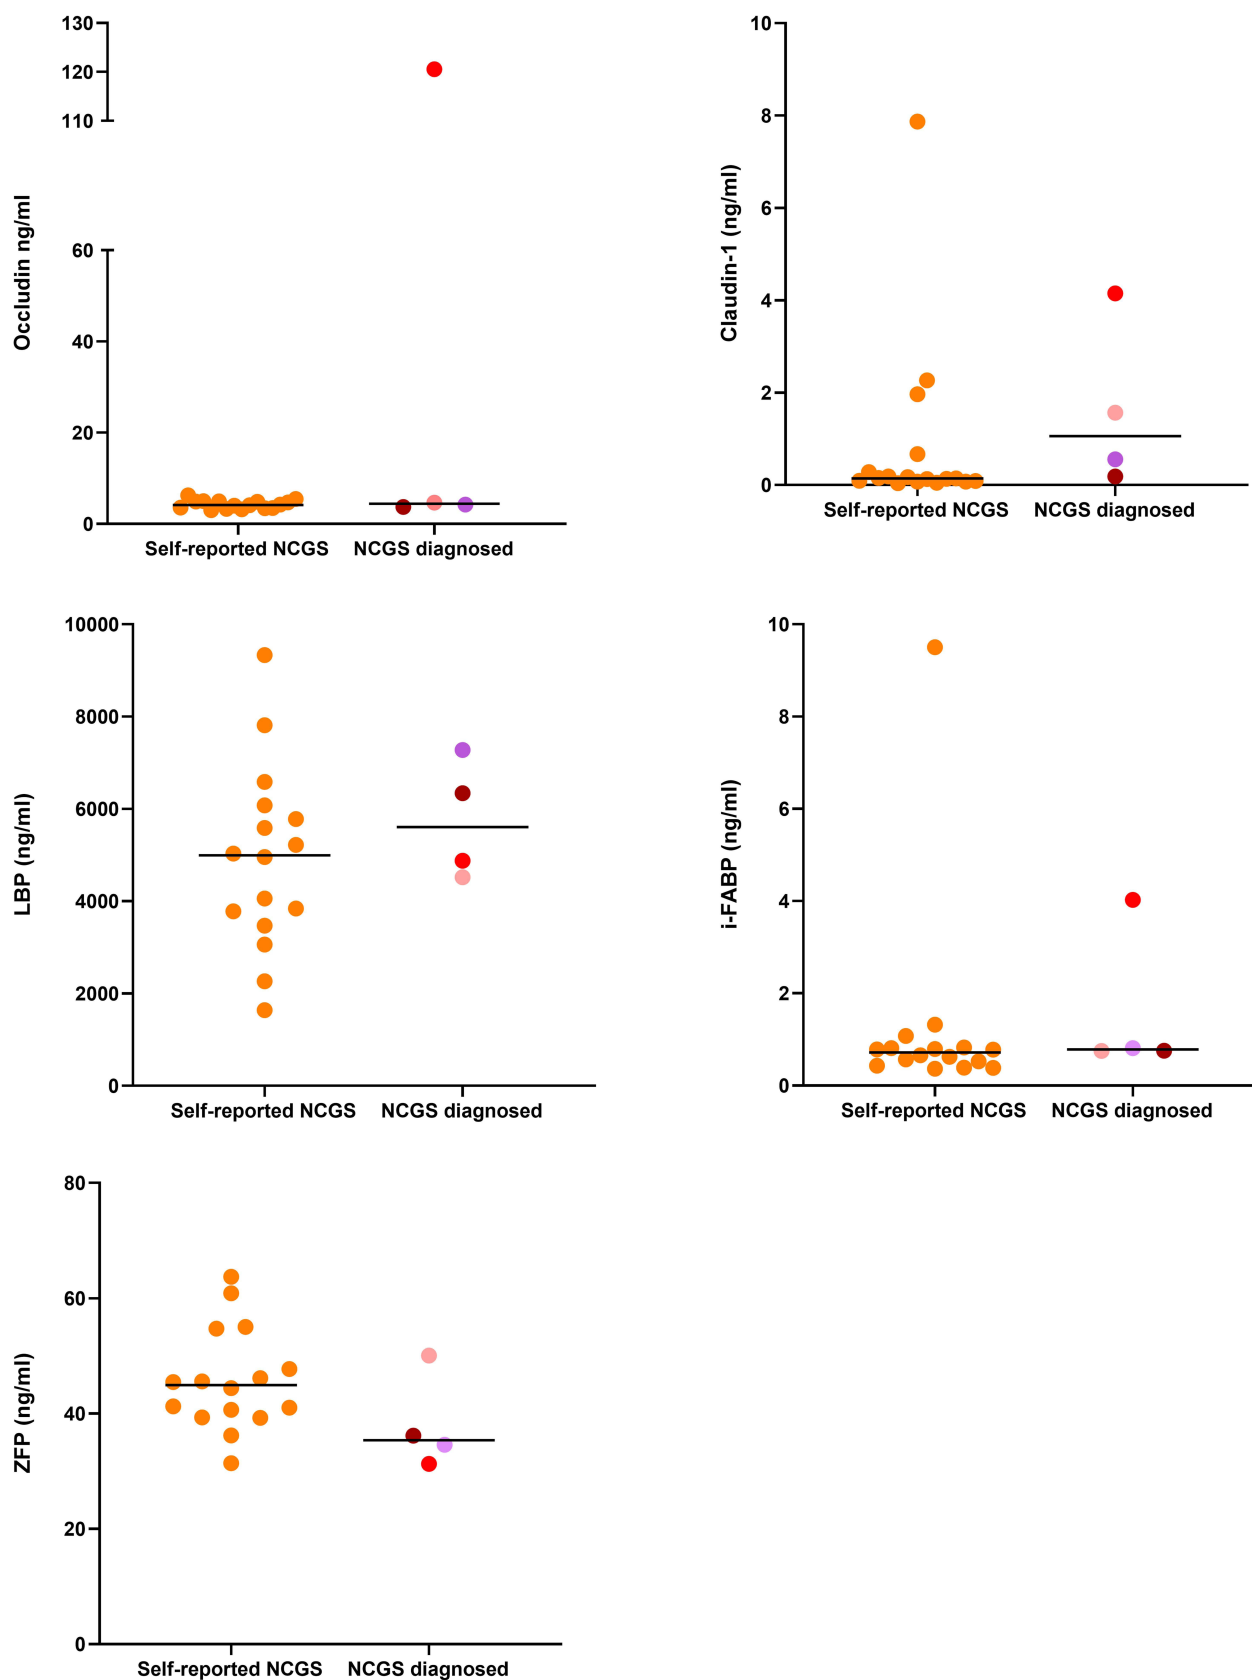 Occludin ng/ml
130
120
110
60
40
20
0
Self-reported NCGS
NCGS diagnosed
Claudin-1 (ng/ml)
10
8
6
4
2
0
Self-reported NCGS
NCGS diagnosed
LBP (ng/ml)
10000
8000
6000
4000
2000
0
Self-reported NCGS
NCGS diagnosed
i-FABP (ng/ml)
10
8
6
4
2
0
Self-reported NCGS
NCGS diagnosed
ZFP (ng/ml)
80
60
40
20
0
Self-reported NCGS
NCGS diagnosed